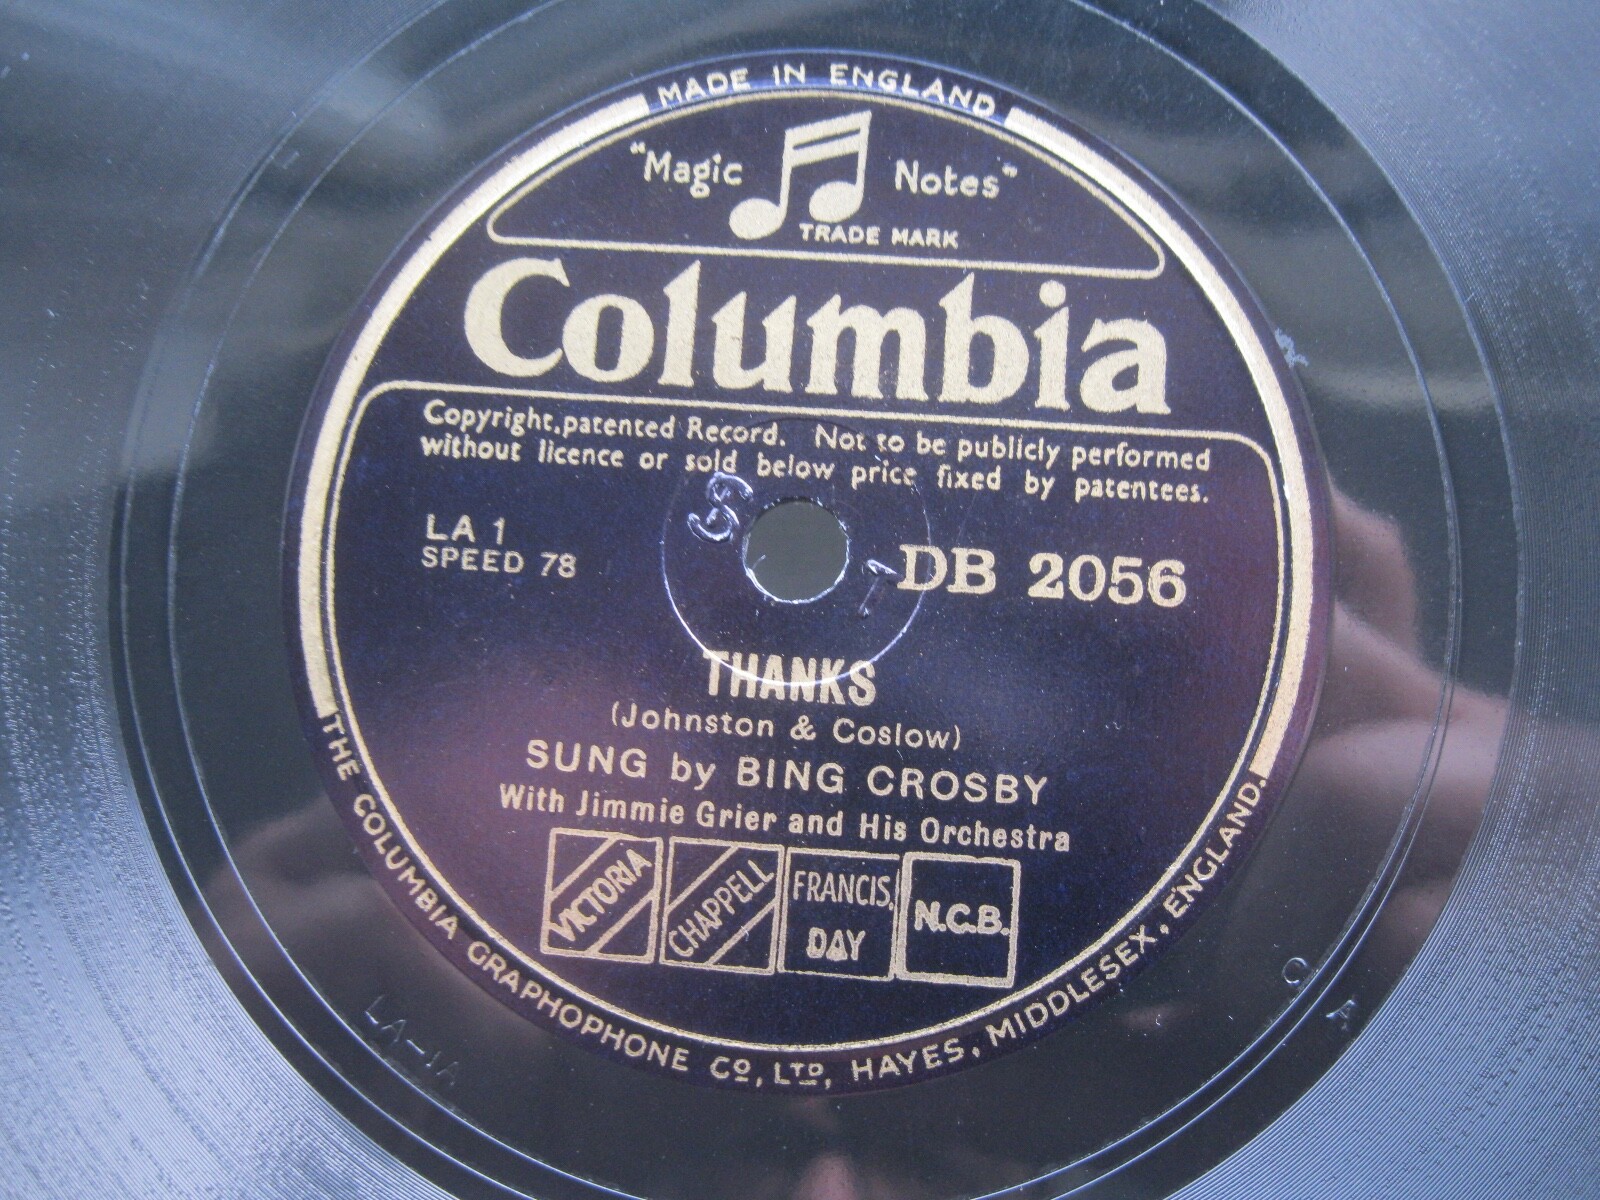 MADE IN ENGLAND
"Magic Notes"
TRADE MARK
Columbia
Copyright, patented Record. Not to be publicly performed
without licence or sold below price fixed by patentees.
LA 1
SPEED 78
DB 2056
THANKS
(Johnston & Coslow)
SUNG by BING CROSBY
With Jimmie Grier and His Orchestra
VICTORIA
CHAPPELL
FRANCIS,
DAY
N.C.B.
THE COLUMBIA GRAPHOPHONE CO, LTD, HAYES, MIDDLESEX, ENGLAND.
LA-1A